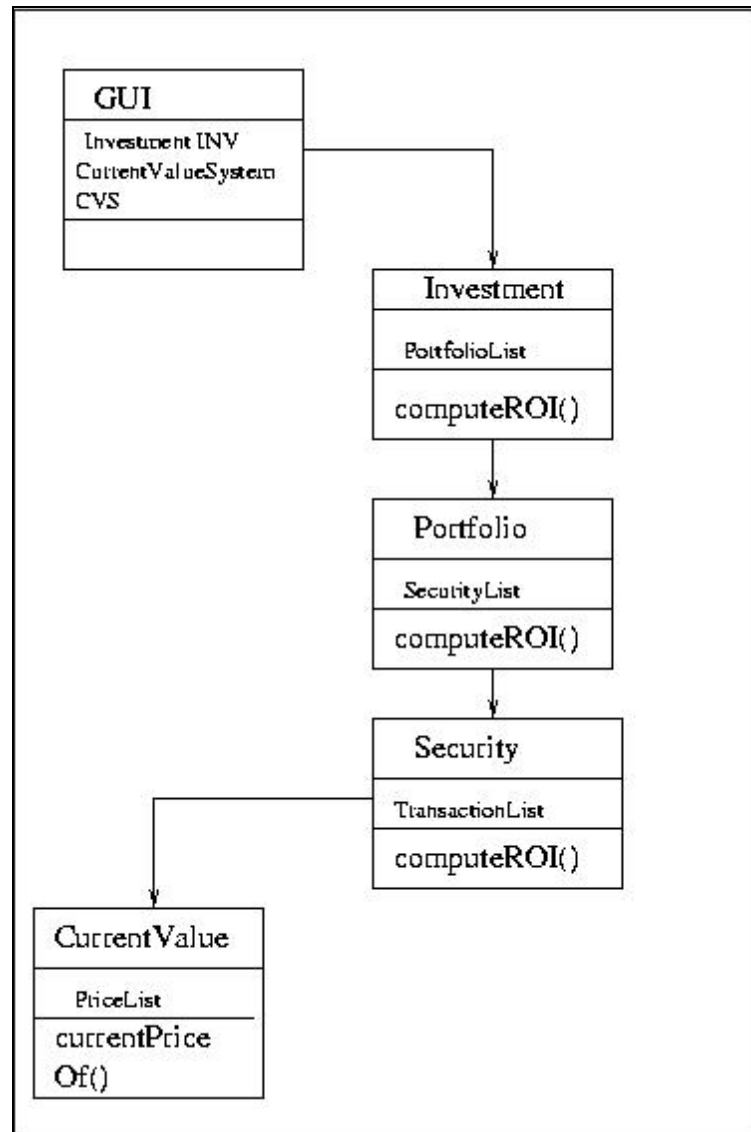 GUI
Investment INV
CurrentValueSystem
CVS
Investment
PortfolioList
computeROI()
Portfolio
SecurityList
computeROI()
Security
TransactionList
computeROI()
CurrentValue
PriceList
currentPrice
Of()